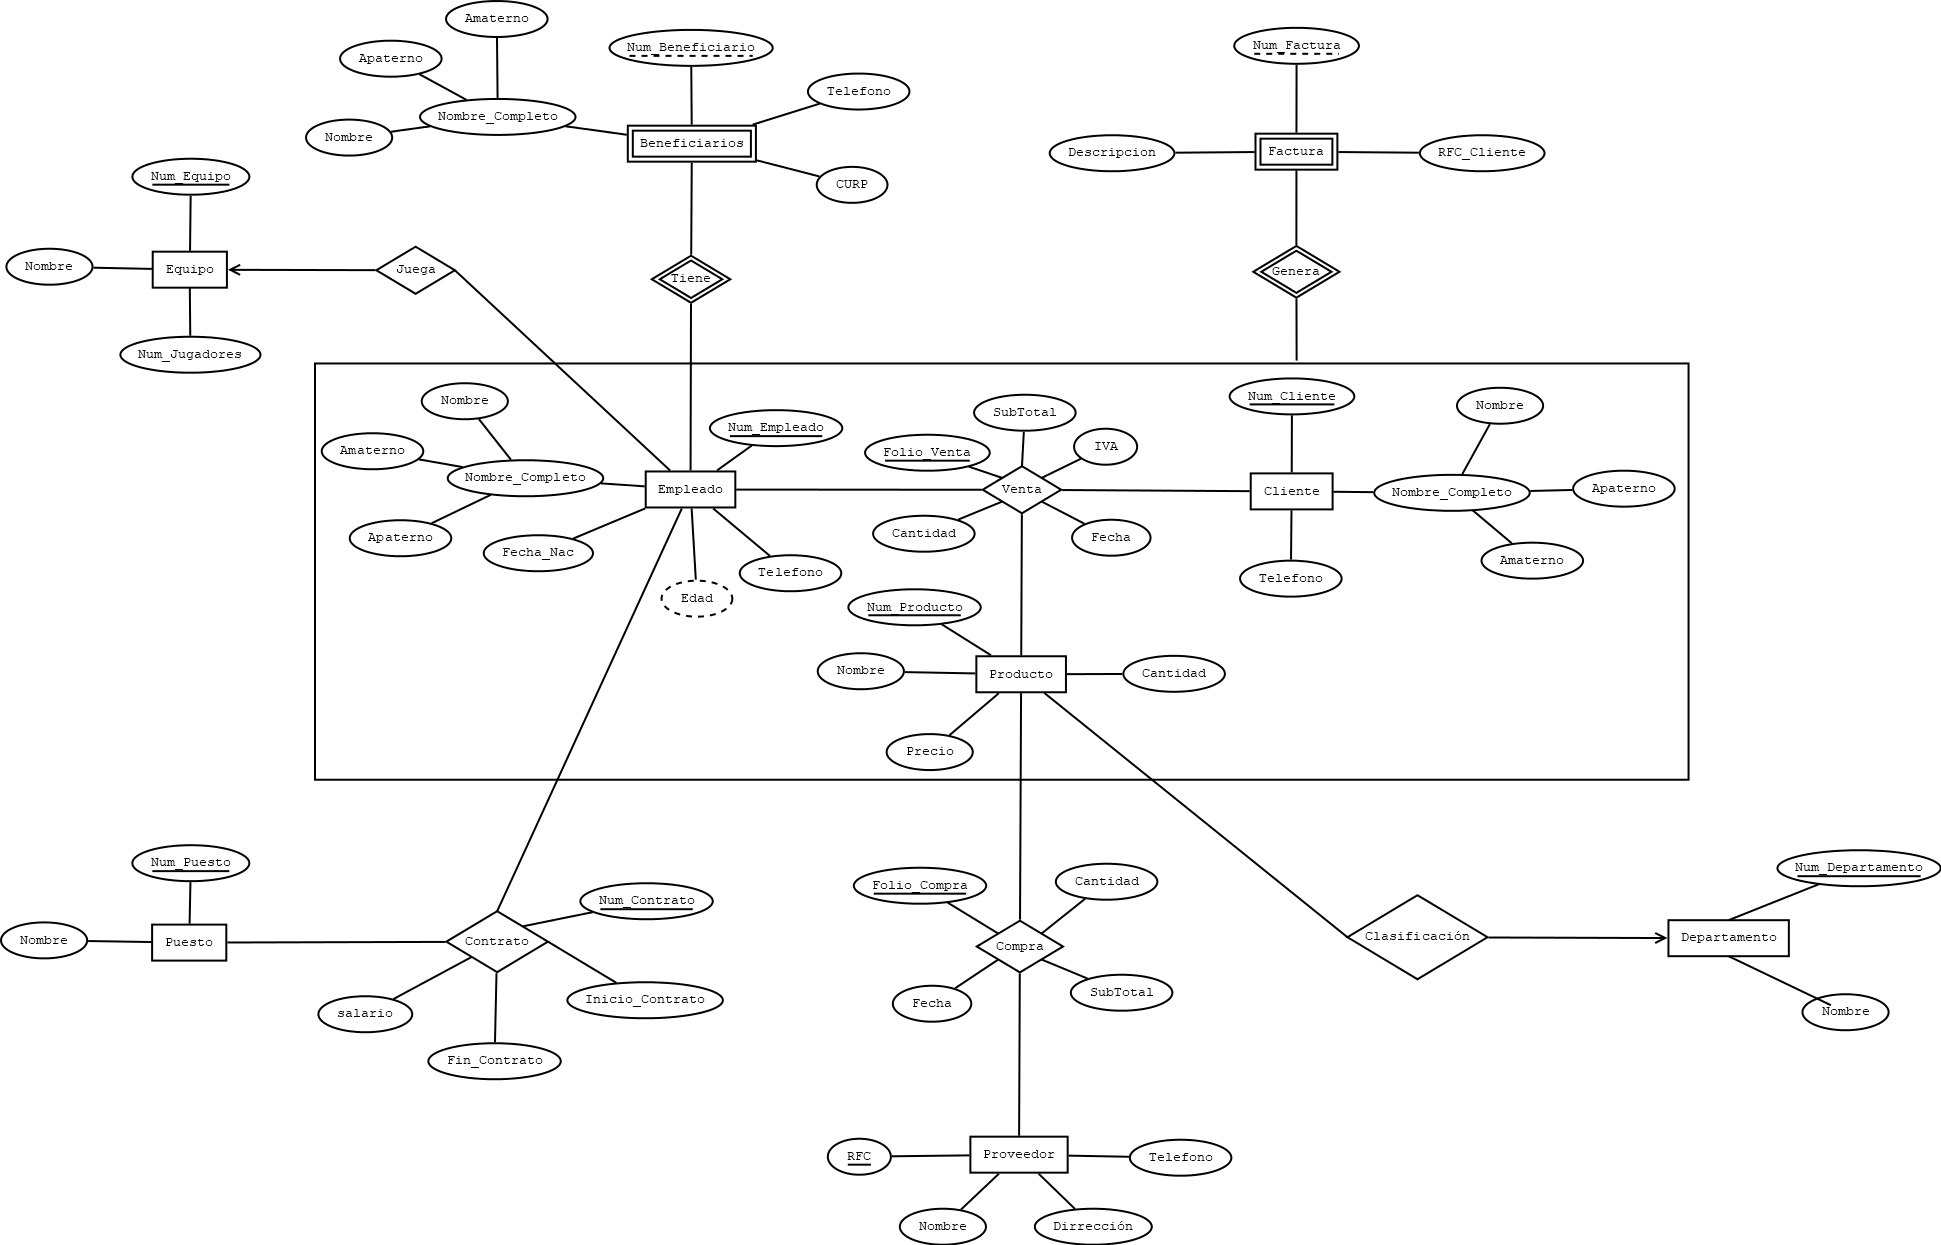 Amaterno
Apaterno
Num_Beneficiario
Num_Factura
Telefono
Nombre_Completo
Nombre
Beneficiarios
Descripcion
Factura
RFC_Cliente
Num_Equipo
CURP
Nombre
Equipo
Juega
Tiene
Genera
Num_Jugadores
Nombre
Num_Empleado
SubTotal
Num_Cliente
Nombre
Amaterno
Folio_Venta
IVA
Nombre_Completo
Empleado
Venta
Cliente
Nombre_Completo
Apaterno
Apaterno
Fecha_Nac
Cantidad
Fecha
Amaterno
Edad
Telefono
Telefono
Num_Producto
Nombre
Producto
Cantidad
Precio
Num_Puesto
Folio_Compra
Cantidad
Num_Departamento
Num_Contrato
Nombre
Puesto
Contrato
Compra
Clasificación
Departamento
salario
Inicio_Contrato
Fecha
SubTotal
Nombre
Fin_Contrato
RFC
Proveedor
Telefono
Nombre
Dirrección